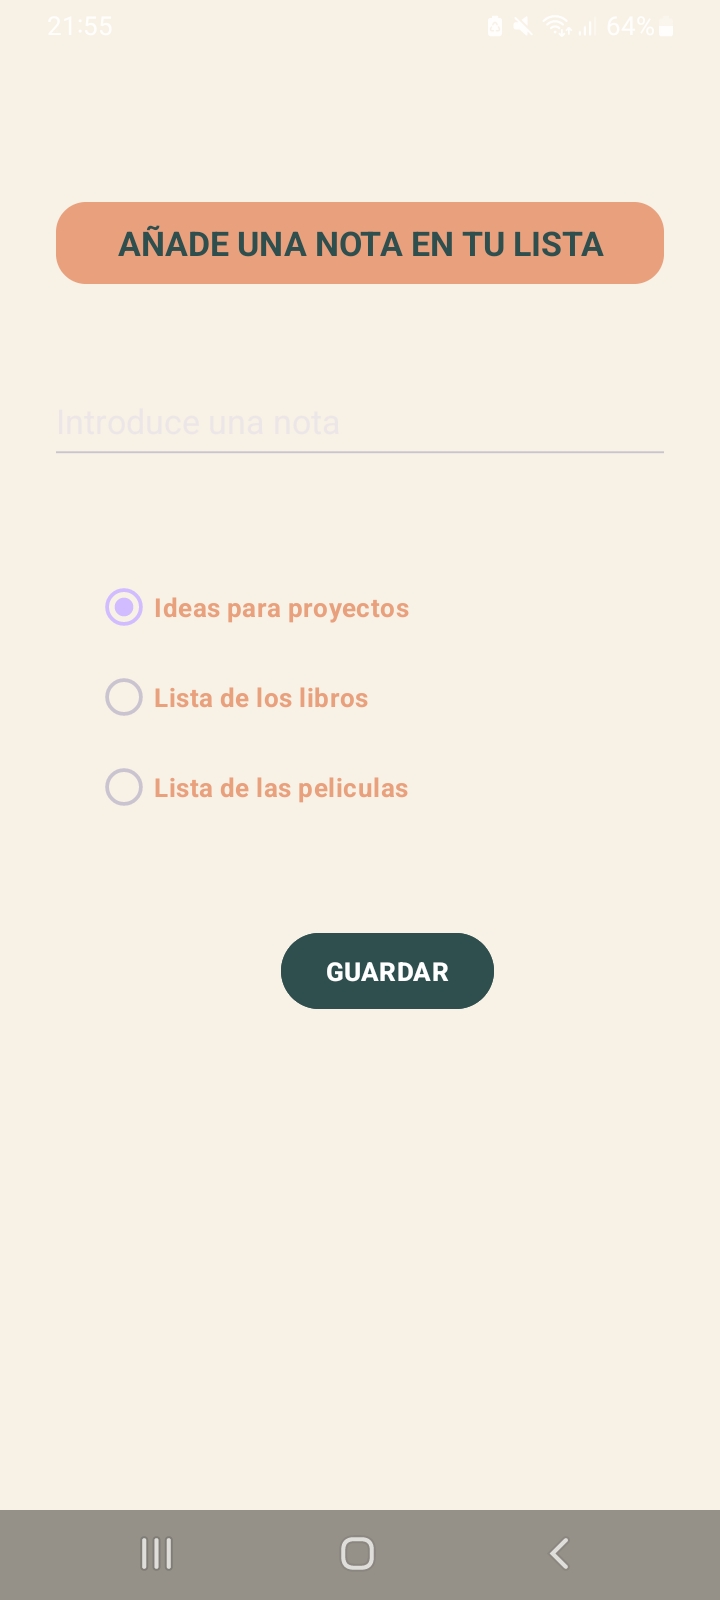 21:55
64%
AÑADE UNA NOTA EN TU LISTA
Introduce una nota
Ideas para proyectos
Lista de los libros
Lista de las peliculas
GUARDAR